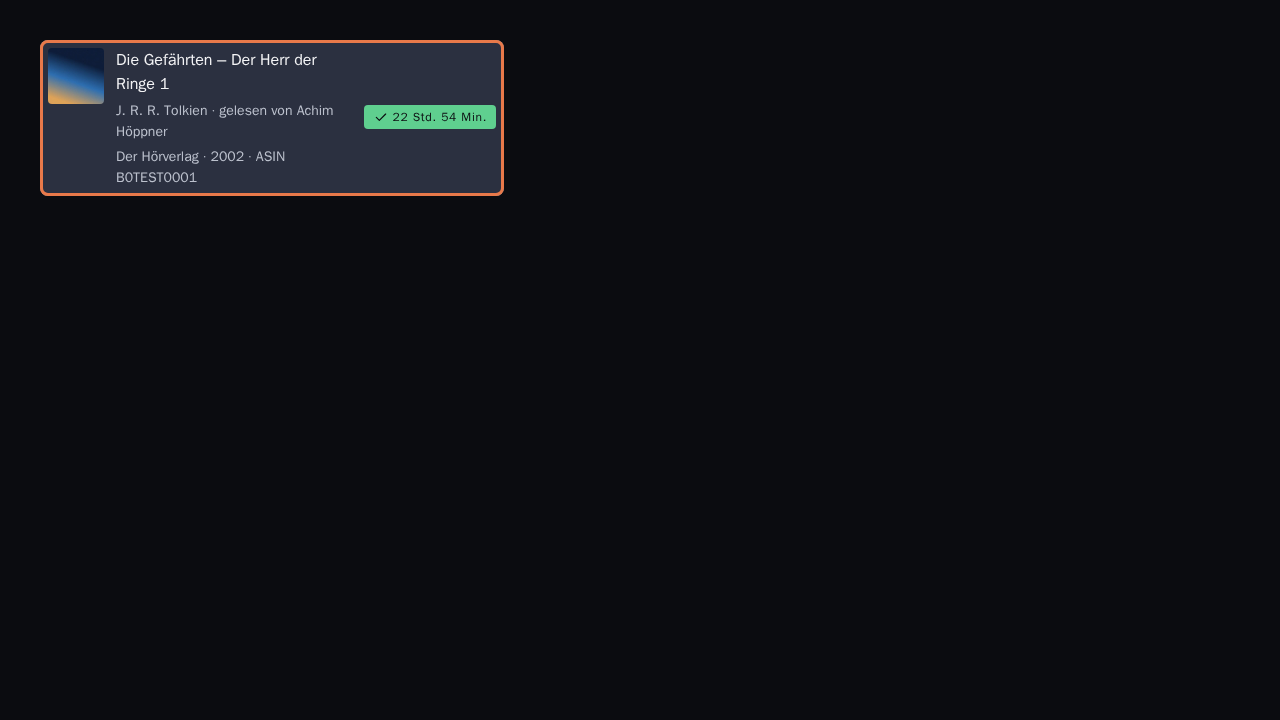 Die Gefährten – Der Herr der
Ringe 1
J. R. R. Tolkien · gelesen von Achim
Höppner
22 Std. 54 Min.
Der Hörverlag · 2002 · ASIN
B0TEST0001